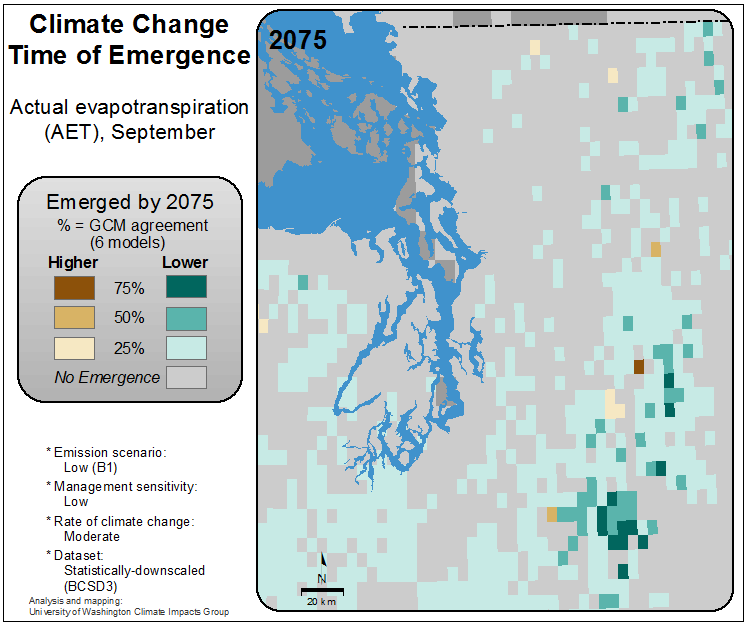 Climate Change
Time of Emergence
Actual evapotranspiration
(AET), September
Emerged by 2075
% = GCM agreement
(6 models)
Higher Lower
75%
50%
25%
No Emergence
* Emission scenario:
Low (B1)
* Management sensitivity:
Low
* Rate of climate change:
Moderate
* Dataset:
Statistically-downscaled
(BCSD3)
Analysis and mapping:
University of Washington Climate Impacts Group
2075
N
20 km